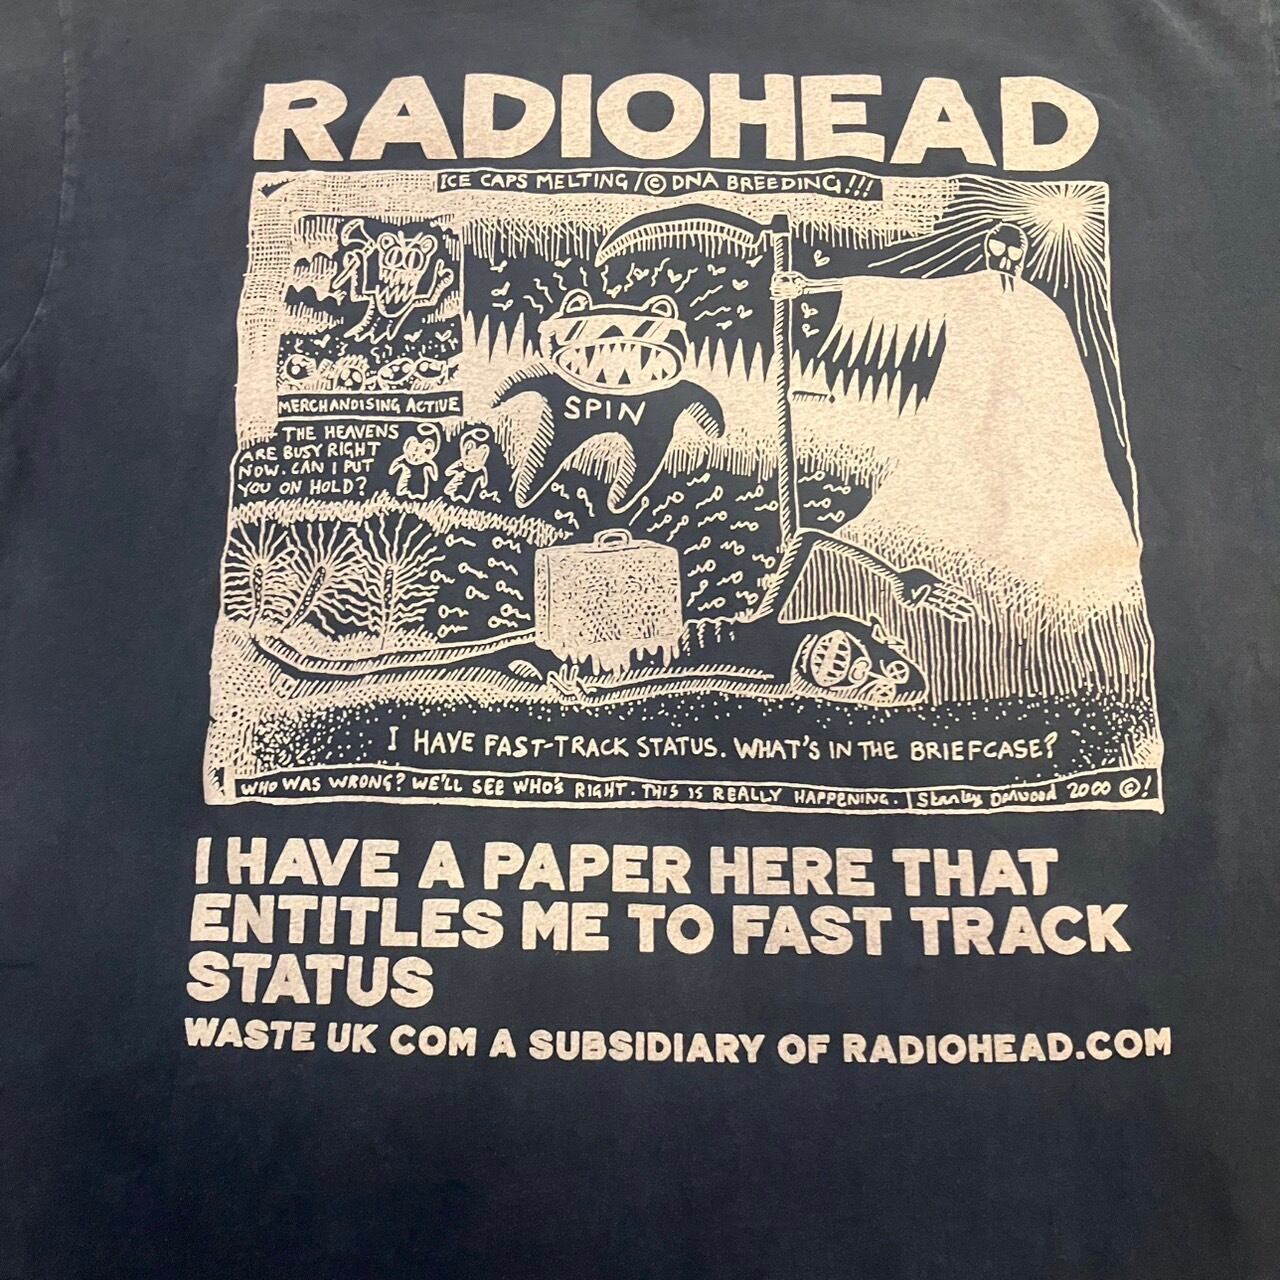 RADIOHEAD
ICE CAPS MELTING/© DNA BREEDING!!!
SPIN
MERCHANDISING ACTIVE
THE HEAVENS
ARE BUSY RIGHT
NOW. CAN I PUT
YOU ON HOLD?
I HAVE FAST-TRACK STATUS. WHAT'S IN THE BRIEFCASE?
WHO WAS WRONG? WE'LL SEE WHO'S RIGHT. THIS IS REALLY HAPPENING. | Stanley Donwood 2000 ©!
I HAVE A PAPER HERE THAT
ENTITLES ME TO FAST TRACK
STATUS
WASTE UK COM A SUBSIDIARY OF RADIOHEAD.COM